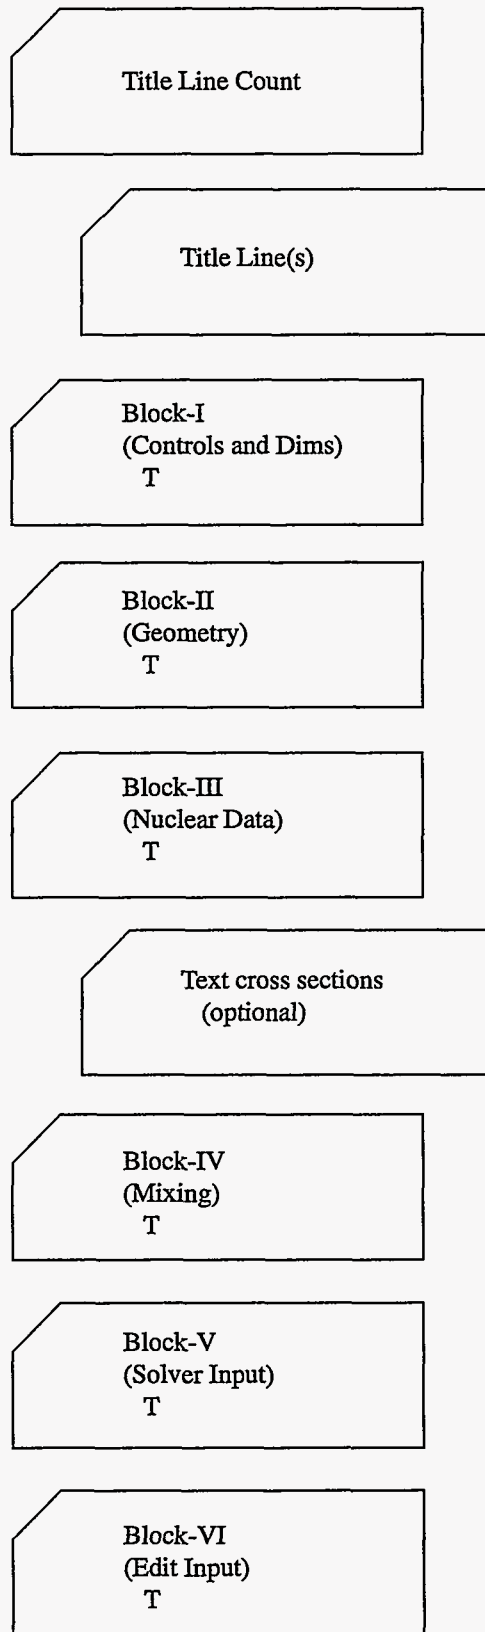 Title Line Count
Title Line(s)
Block-I
(Controls and Dims)
T
Block-II
(Geometry)
T
Block-III
(Nuclear Data)
T
Text cross sections
(optional)
Block-IV
(Mixing)
T
Block-V
(Solver Input)
T
Block-VI
(Edit Input)
T